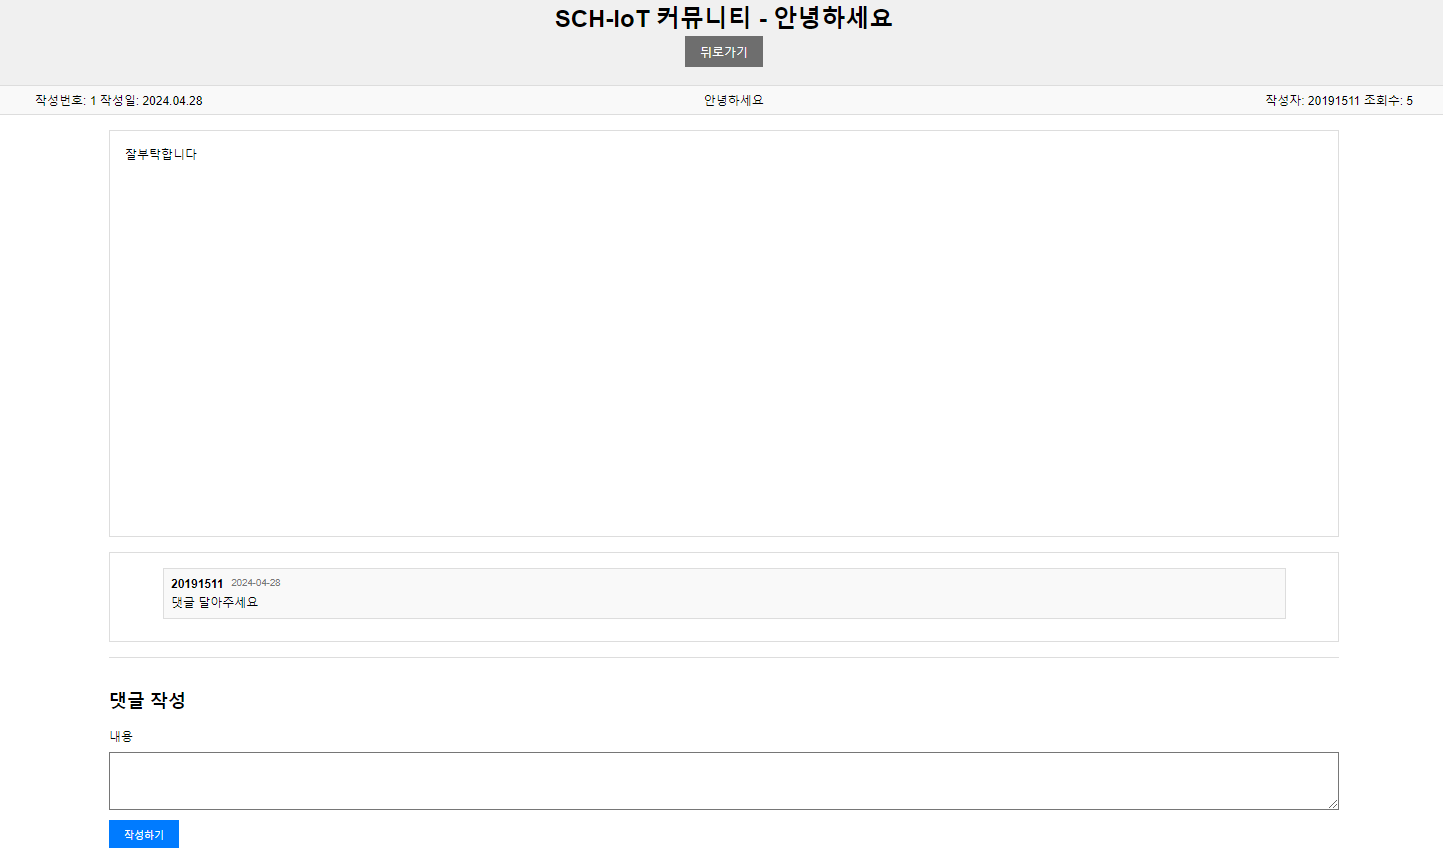 SCH-IoT 커뮤니티 - 안녕하세요
뒤로가기
작성번호: 1 작성일: 2024.04.28 안녕하세요 작성자: 20191511 조회수: 5
잘부탁합니다
20191511 2024-04-28
댓글 달아주세요
댓글 작성
내용
작성하기